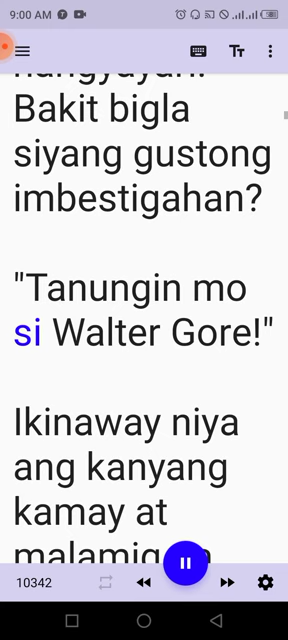 9:00 AM
nangyayari.
Bakit bigla
siyang gustong
imbestigahan?
"Tanungin mo
si Walter Gore!"
Ikinaway niya
ang kanyang
kamay at
10342